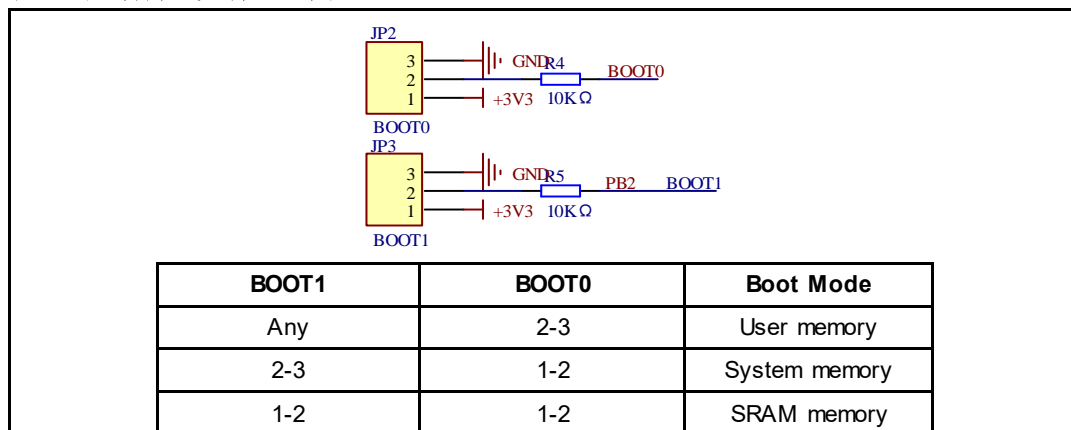 JP2
3 GND R4 BOOT0
2
1 +3V3 10KΩ
BOOT0
JP3
3 GND R5 PB2 BOOT1
2
1 +3V3 10KΩ
BOOT1
BOOT1 BOOT0 Boot Mode
Any 2-3 User memory
2-3 1-2 System memory
1-2 1-2 SRAM memory